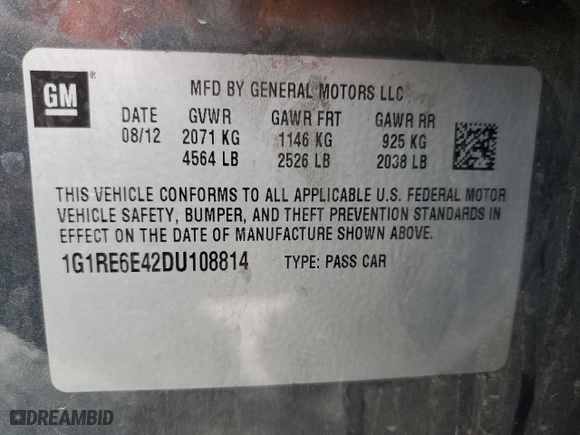 GM
®
MFD BY GENERAL MOTORS LLC
DATE GVWR GAWR FRT GAWR RR
08/12 2071 KG 1146 KG 925 KG
4564 LB 2526 LB 2038 LB
THIS VEHICLE CONFORMS TO ALL APPLICABLE U.S. FEDERAL MOTOR
VEHICLE SAFETY, BUMPER, AND THEFT PREVENTION STANDARDS IN
EFFECT ON THE DATE OF MANUFACTURE SHOWN ABOVE.
1G1RE6E42DU108814 TYPE: PASS CAR
DREAMBID